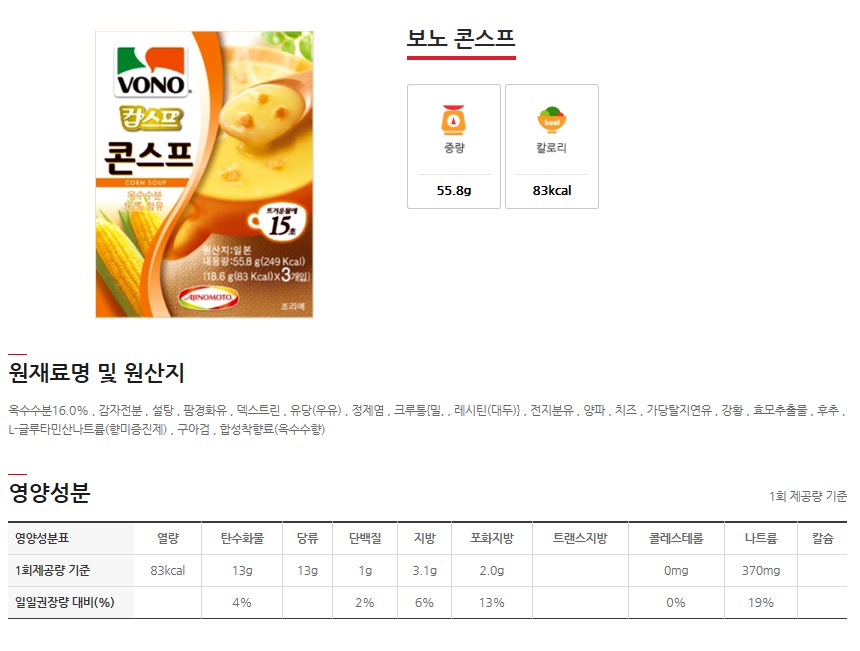 보노 콘스프
VONO
컵스프
콘스프
CORN SOUP
옥수수분
16% 함유
뜨거운물에
15초
원산지:일본
내용량:55.8 g(249 Kcal)
(18.6 g(83 Kcal) X 3개입)
AJINOMOTO
조리예
kcal
중량
칼로리
55.8g
83kcal
원재료명 및 원산지
옥수수분16.0% , 감자전분 , 설탕 , 팜경화유 , 덱스트린 , 유당(우유) , 정제염 , 크루통{밀, , 레시틴(대두)} , 전지분유 , 양파 , 치즈 , 가당탈지연유 , 강황 , 효모추출물 , 후추 ,
L-글루타민산나트륨(향미증진제) , 구아검 , 합성착향료(옥수수향)
영양성분
1회 제공량 기준
영양성분표 열량 탄수화물 당류 단백질 지방 포화지방 트랜스지방 콜레스테롤 나트륨 칼슘
1회제공량 기준 83kcal 13g 13g 1g 3.1g 2.0g 0mg 370mg
일일권장량 대비(%) 4% 2% 6% 13% 0% 19%